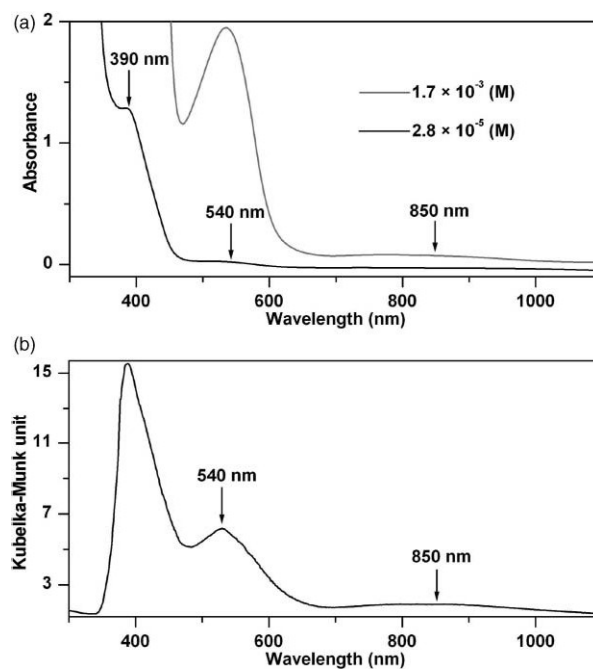 (a)
2
390 nm
1.7 × 10⁻³ (M)
2.8 × 10⁻⁵ (M)
Absorbance
1
540 nm
850 nm
0
400 600 800 1000
Wavelength (nm)
(b)
15
540 nm
11
Kubelka-Munk unit
7
850 nm
3
400 600 800 1000
Wavelength (nm)